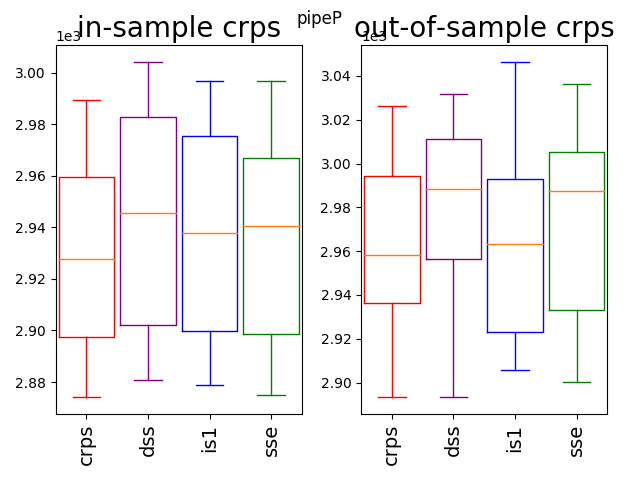 pipeP
in-sample crps
out-of-sample crps
1e3
1e3
3.00
2.98
2.96
2.94
2.92
2.90
2.88
3.04
3.02
3.00
2.98
2.96
2.94
2.92
2.90
crps
dss
is1
sse
crps
dss
is1
sse